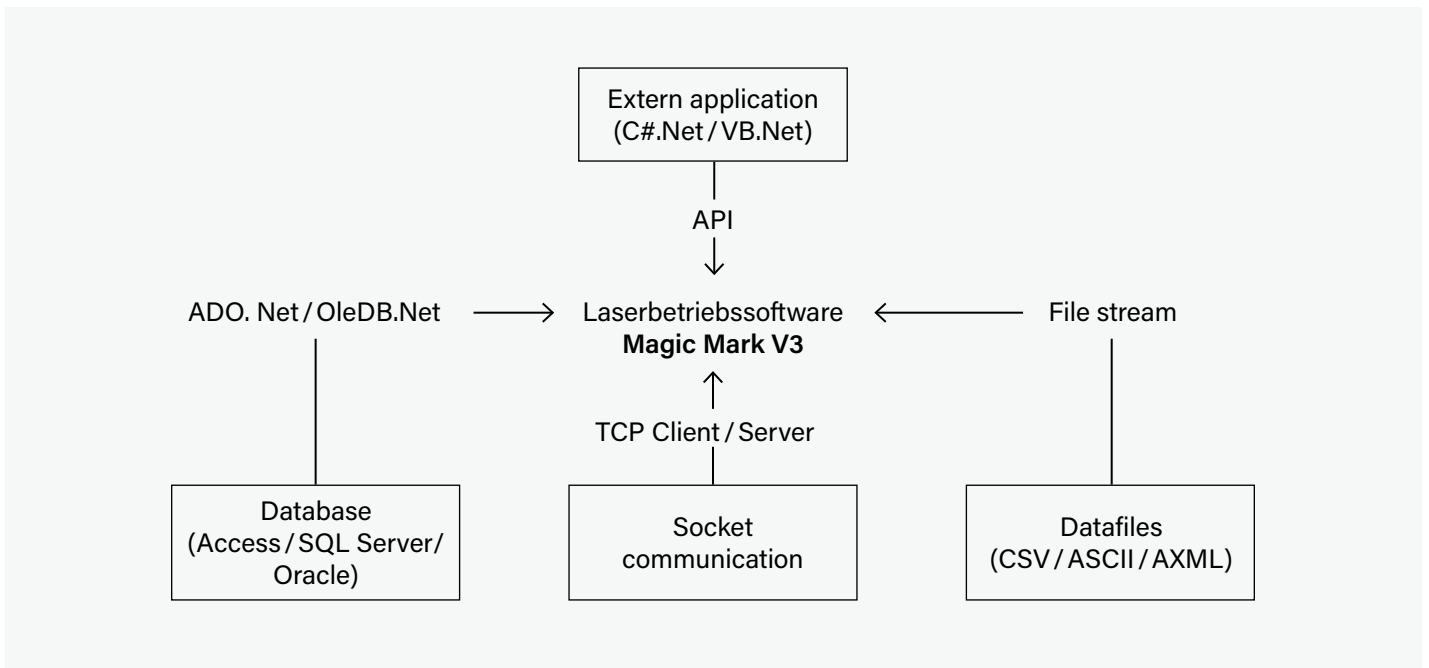 Extern application
(C#.Net / VB.Net)
API
ADO. Net / OleDB.Net
Laserbetriebssoftware
Magic Mark V3
File stream
TCP Client / Server
Database
(Access / SQL Server/
Oracle)
Socket
communication
Datafiles
(CSV / ASCII / AXML)